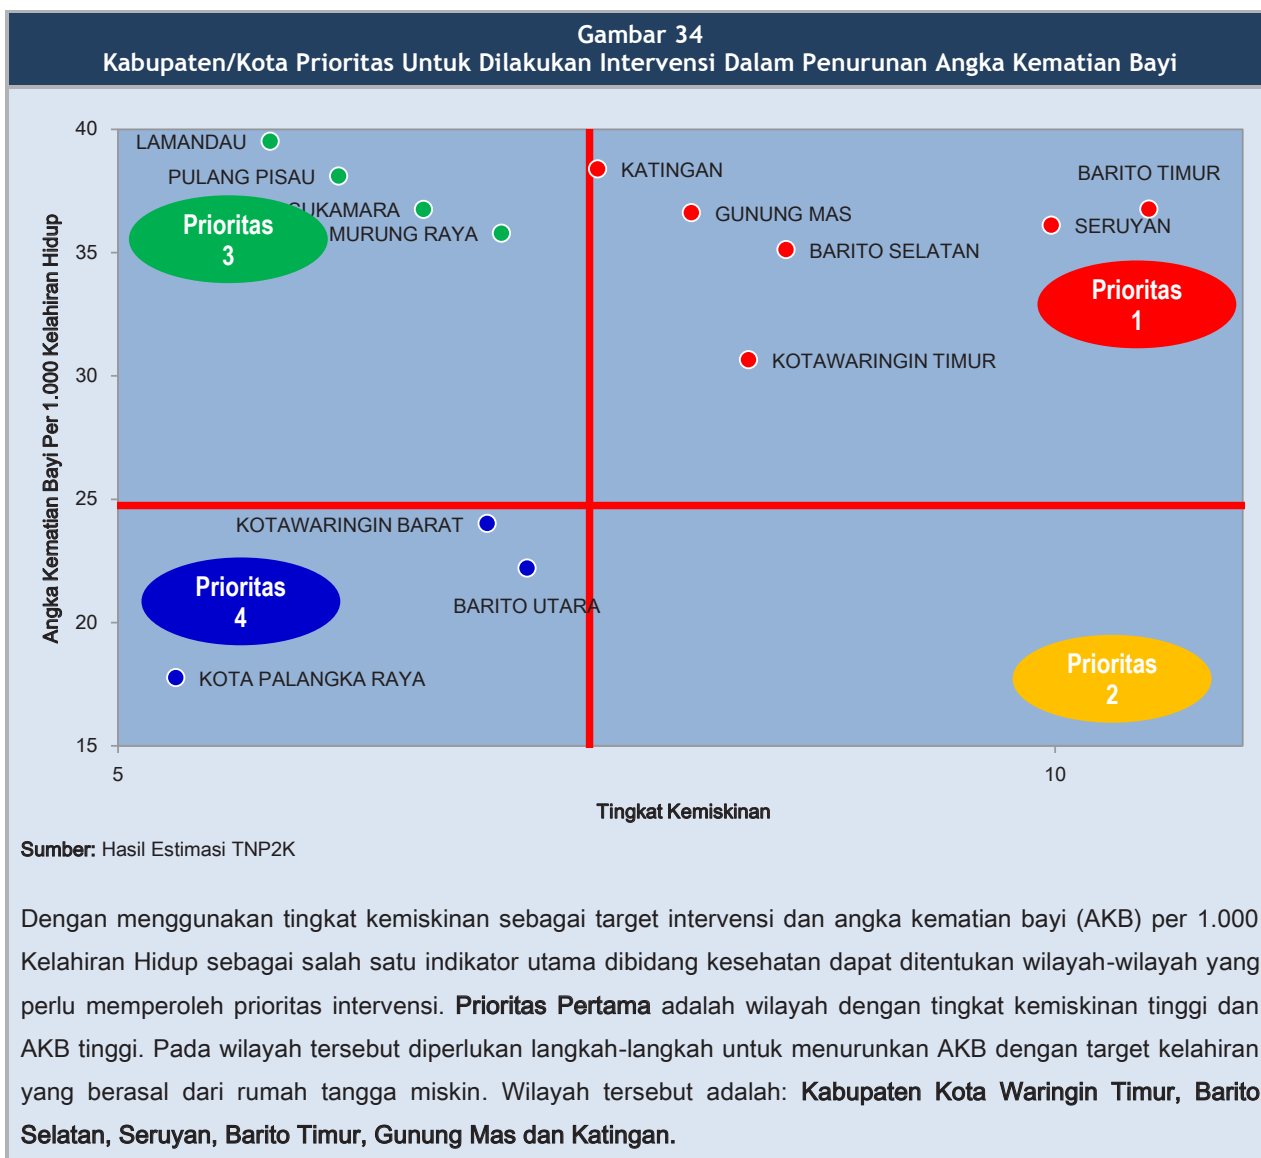 Gambar 34
Kabupaten/Kota Prioritas Untuk Dilakukan Intervensi Dalam Penurunan Angka Kematian Bayi
Angka Kematian Bayi Per 1.000 Kelahiran Hidup
40
35
30
25
20
15
LAMANDAU
PULANG PISAU
SUKAMARA
MURUNG RAYA
Prioritas
3
KATINGAN
GUNUNG MAS
BARITO SELATAN
KOTAWARINGIN TIMUR
BARITO TIMUR
SERUYAN
Prioritas
1
KOTAWARINGIN BARAT
BARITO UTARA
Prioritas
4
KOTA PALANGKA RAYA
Prioritas
2
5
10
Tingkat Kemiskinan
Sumber: Hasil Estimasi TNP2K
Dengan menggunakan tingkat kemiskinan sebagai target intervensi dan angka kematian bayi (AKB) per 1.000
Kelahiran Hidup sebagai salah satu indikator utama dibidang kesehatan dapat ditentukan wilayah-wilayah yang
perlu memperoleh prioritas intervensi. Prioritas Pertama adalah wilayah dengan tingkat kemiskinan tinggi dan
AKB tinggi. Pada wilayah tersebut diperlukan langkah-langkah untuk menurunkan AKB dengan target kelahiran
yang berasal dari rumah tangga miskin. Wilayah tersebut adalah: Kabupaten Kota Waringin Timur, Barito
Selatan, Seruyan, Barito Timur, Gunung Mas dan Katingan.